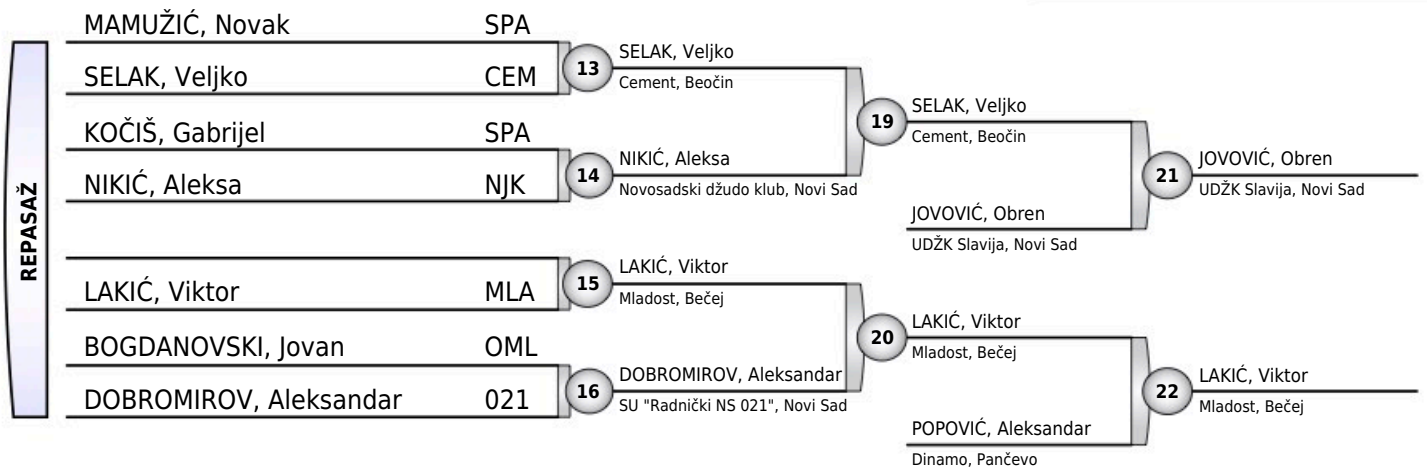 REPASAŽ
MAMUŽIĆ, Novak SPA
SELAK, Veljko CEM
KOČIŠ, Gabrijel SPA
NIKIĆ, Aleksa NJK
LAKIĆ, Viktor MLA
BOGDANOVSKI, Jovan OML
DOBROMIROV, Aleksandar 021
13
SELAK, Veljko
Cement, Beočin
14
NIKIĆ, Aleksa
Novosadski džudo klub, Novi Sad
15
LAKIĆ, Viktor
Mladost, Bečej
16
DOBROMIROV, Aleksandar
SU "Radnički NS 021", Novi Sad
19
SELAK, Veljko
Cement, Beočin
JOVOVIĆ, Obren
UDŽK Slavija, Novi Sad
20
LAKIĆ, Viktor
Mladost, Bečej
POPOVIĆ, Aleksandar
Dinamo, Pančevo
21
JOVOVIĆ, Obren
UDŽK Slavija, Novi Sad
22
LAKIĆ, Viktor
Mladost, Bečej